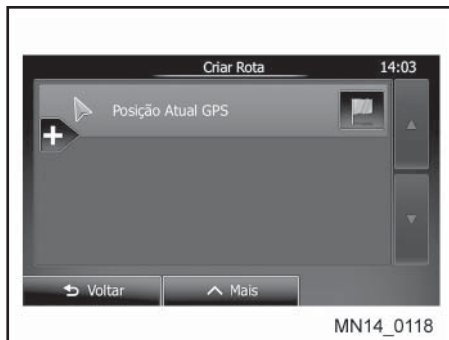 Criar Rota 14:03
Posição Atual GPS
Voltar Mais
MN14_0118